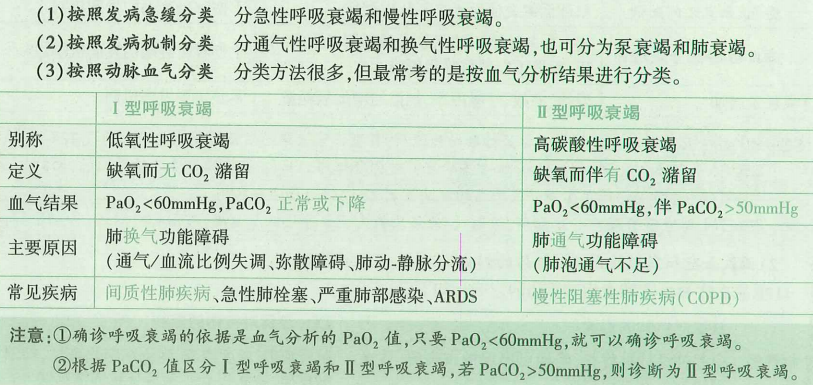 (1)按照发病急缓分类 分急性呼吸衰竭和慢性呼吸衰竭。
(2)按照发病机制分类 分通气性呼吸衰竭和换气性呼吸衰竭,也可分为泵衰竭和肺衰竭。
(3)按照动脉血气分类 分类方法很多,但最常考的是按血气分析结果进行分类。
Ⅰ型呼吸衰竭 Ⅱ型呼吸衰竭
别称 低氧性呼吸衰竭 高碳酸性呼吸衰竭
定义 缺氧而无 CO₂ 潴留 缺氧而伴有 CO₂ 潴留
血气结果 PaO₂<60mmHg,PaCO₂ 正常或下降 PaO₂<60mmHg,伴 PaCO₂>50mmHg
主要原因 肺换气功能障碍 肺通气功能障碍
(通气/血流比例失调、弥散障碍、肺动-静脉分流) (肺泡通气不足)
常见疾病 间质性肺疾病、急性肺栓塞、严重肺部感染、ARDS 慢性阻塞性肺疾病(COPD)
注意:①确诊呼吸衰竭的依据是血气分析的 PaO₂ 值,只要 PaO₂<60mmHg,就可以确诊呼吸衰竭。
②根据 PaCO₂ 值区分Ⅰ型呼吸衰竭和Ⅱ型呼吸衰竭,若 PaCO₂>50mmHg,则诊断为Ⅱ型呼吸衰竭。